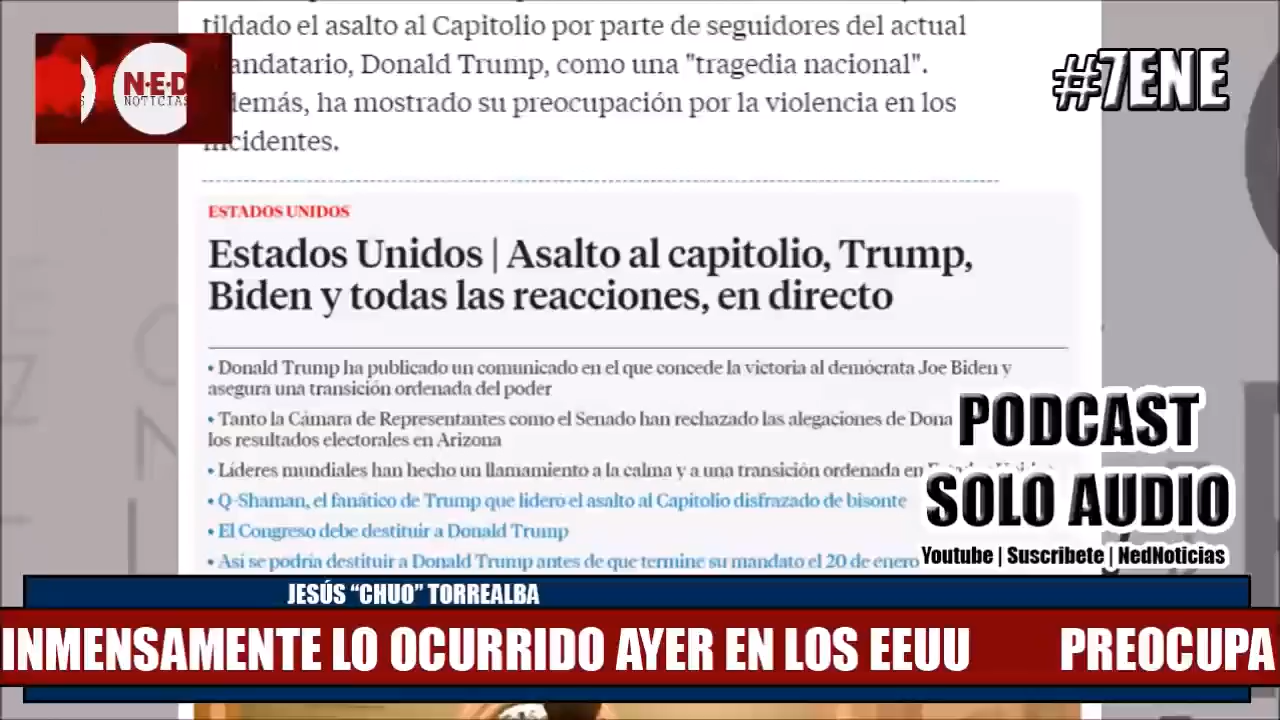 tildado el asalto al Capitolio por parte de seguidores del actual
andatario, Donald Trump, como una "tragedia nacional".
demás, ha mostrado su preocupación por la violencia en los
incidentes.
N·E·D
NOTICIAS
#7ENE
ESTADOS UNIDOS
Estados Unidos | Asalto al capitolio, Trump,
Biden y todas las reacciones, en directo
• Donald Trump ha publicado un comunicado en el que concede la victoria al demócrata Joe Biden y
asegura una transición ordenada del poder
• Tanto la Cámara de Representantes como el Senado han rechazado las alegaciones de Dona
los resultados electorales en Arizona
• Líderes mundiales han hecho un llamamiento a la calma y a una transición ordenada en
• Q-Shaman, el fanático de Trump que lideró el asalto al Capitolio disfrazado de bisonte
• El Congreso debe destituir a Donald Trump
• Así se podría destituir a Donald Trump antes de que termine su mandato el 20 de enero
PODCAST
SOLO AUDIO
Youtube | Suscribete | NedNoticias
JESÚS “CHUO” TORREALBA
INMENSAMENTE LO OCURRIDO AYER EN LOS EEUU PREOCUPA